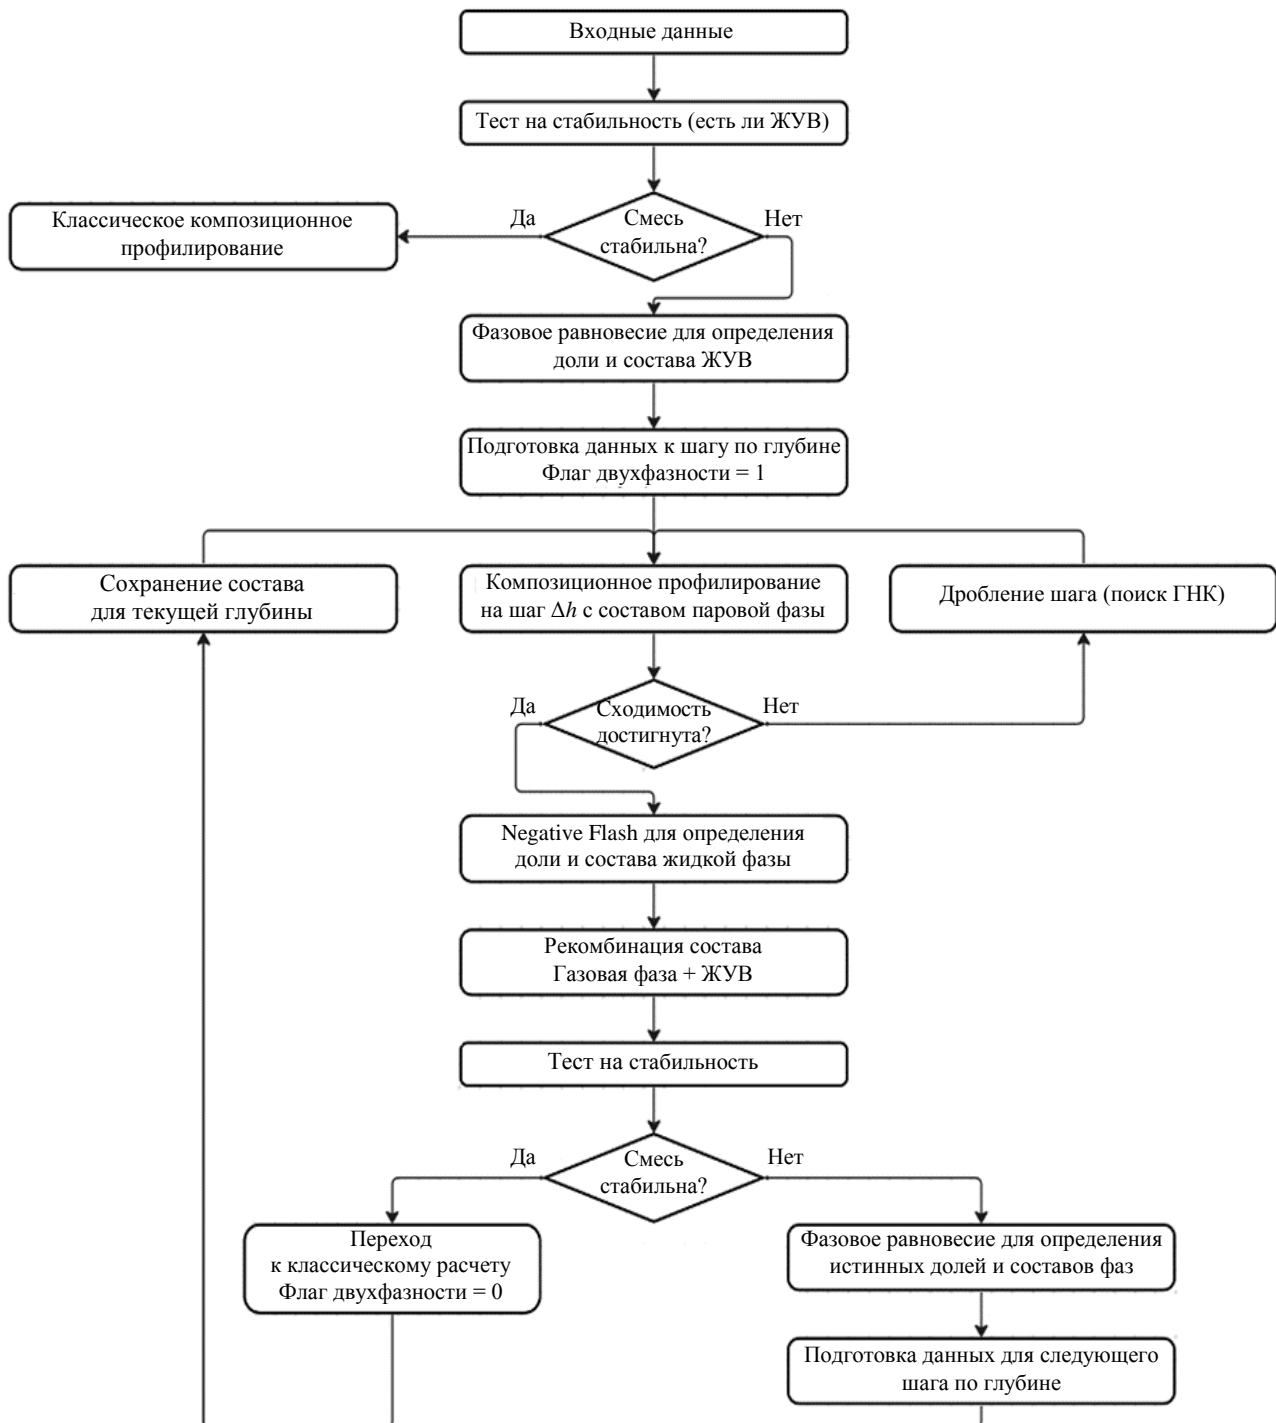 Входные данные
Тест на стабильность (есть ли ЖУВ)
Смесь
стабильна?
Да
Нет
Классическое композиционное
профилирование
Фазовое равновесие для определения
доли и состава ЖУВ
Подготовка данных к шагу по глубине
Флаг двухфазности = 1
Сохранение состава
для текущей глубины
Композиционное профилирование
на шаг Δh с составом паровой фазы
Дробление шага (поиск ГНК)
Да
Сходимость
достигнута?
Нет
Negative Flash для определения
доли и состава жидкой фазы
Рекомбинация состава
Газовая фаза + ЖУВ
Тест на стабильность
Да
Смесь
стабильна?
Нет
Переход
к классическому расчету
Флаг двухфазности = 0
Фазовое равновесие для определения
истинных долей и составов фаз
Подготовка данных для следующего
шага по глубине